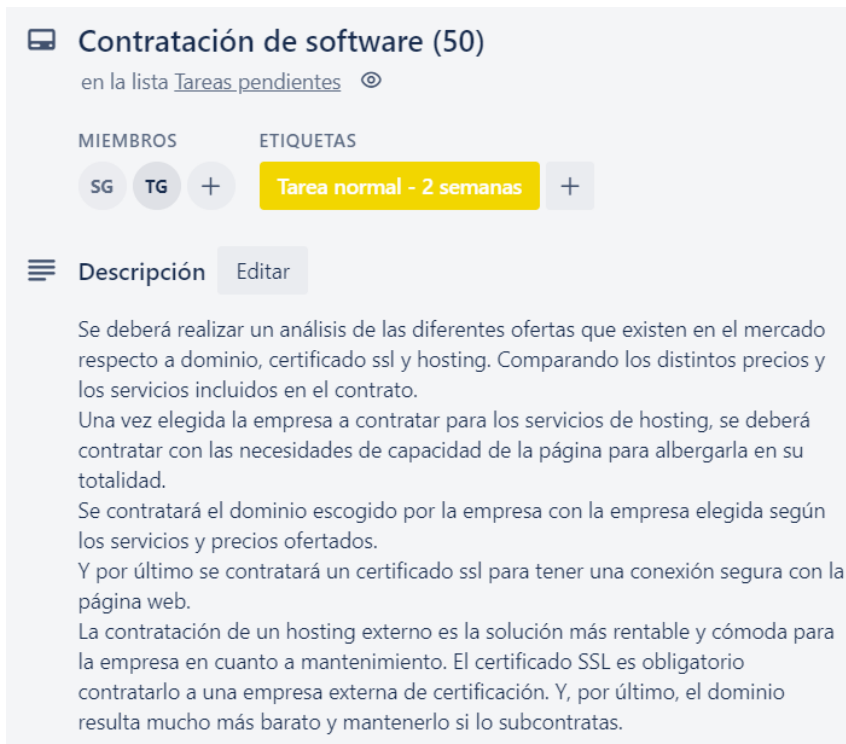 Contratación de software (50)
en la lista Tareas pendientes
MIEMBROS ETIQUETAS
SG TG + Tarea normal - 2 semanas +
Descripción Editar
Se deberá realizar un análisis de las diferentes ofertas que existen en el mercado
respecto a dominio, certificado ssl y hosting. Comparando los distintos precios y
los servicios incluidos en el contrato.
Una vez elegida la empresa a contratar para los servicios de hosting, se deberá
contratar con las necesidades de capacidad de la página para albergarla en su
totalidad.
Se contratará el dominio escogido por la empresa con la empresa elegida según
los servicios y precios ofertados.
Y por último se contratará un certificado ssl para tener una conexión segura con la
página web.
La contratación de un hosting externo es la solución más rentable y cómoda para
la empresa en cuanto a mantenimiento. El certificado SSL es obligatorio
contratarlo a una empresa externa de certificación. Y, por último, el dominio
resulta mucho más barato y mantenerlo si lo subcontratas.